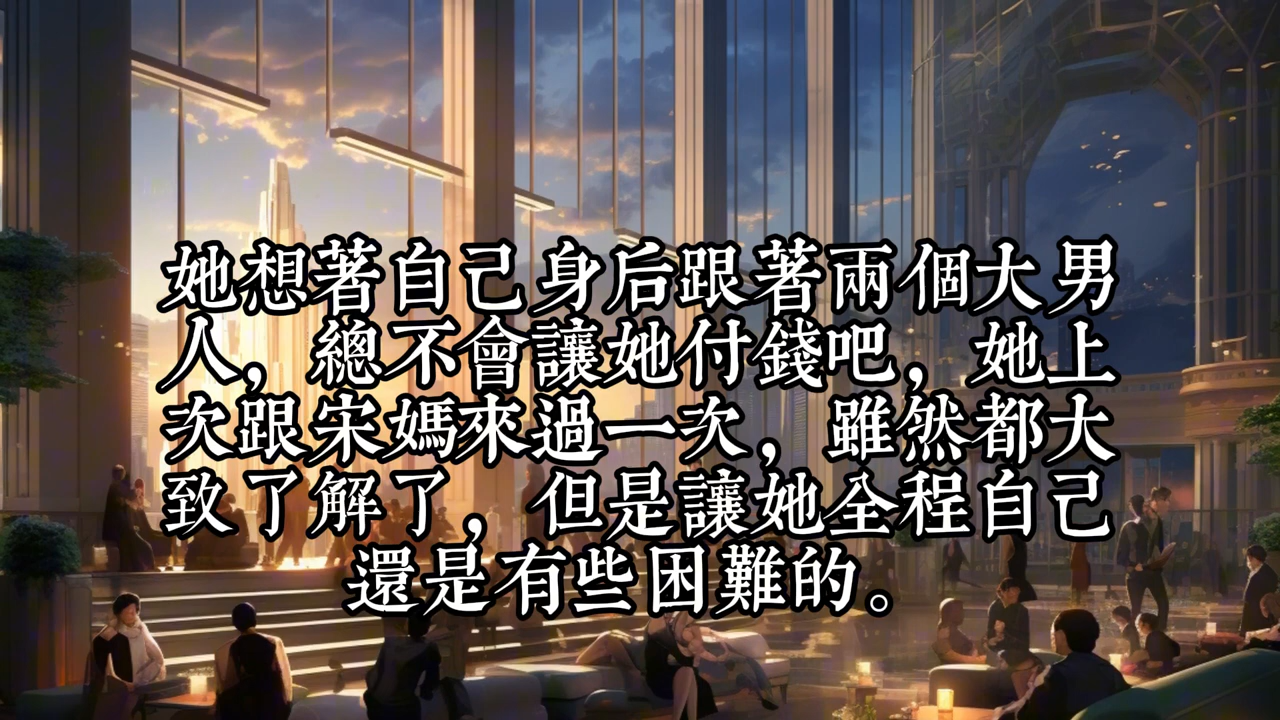 她想著自己身后跟著兩個大男
人，總不會讓她付錢吧，她上
次跟宋媽來過一次，雖然都大
致了解了，但是讓她全程自己
還是有些困難的。